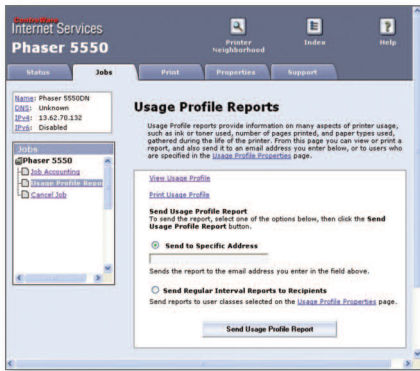 CentreWare
Internet Services
Phaser 5550
Printer
Neighborhood
Index
Help
Status
Jobs
Print
Properties
Support
Name: Phaser 5550DN
DNS: Unknown
IPv4: 13.62.70.132
IPv6: Disabled
Jobs
Phaser 5550
Job Accounting
Usage Profile Repor
Cancel Job
Usage Profile Reports
Usage Profile reports provide information on many aspects of printer usage,
such as ink or toner used, number of pages printed, and paper types used,
gathered during the life of the printer. From this page you can view or print a
report, and also send it to an email address you enter below, or to users who
are specified in the Usage Profile Properties page.
View Usage Profile
Print Usage Profile
Send Usage Profile Report
To send the report, select one of the options below, then click the Send
Usage Profile Report button.
Send to Specific Address
Sends the report to the email address you enter in the field above.
Send Regular Interval Reports to Recipients
Send reports to user classes selected on the Usage Profile Properties page.
Send Usage Profile Report